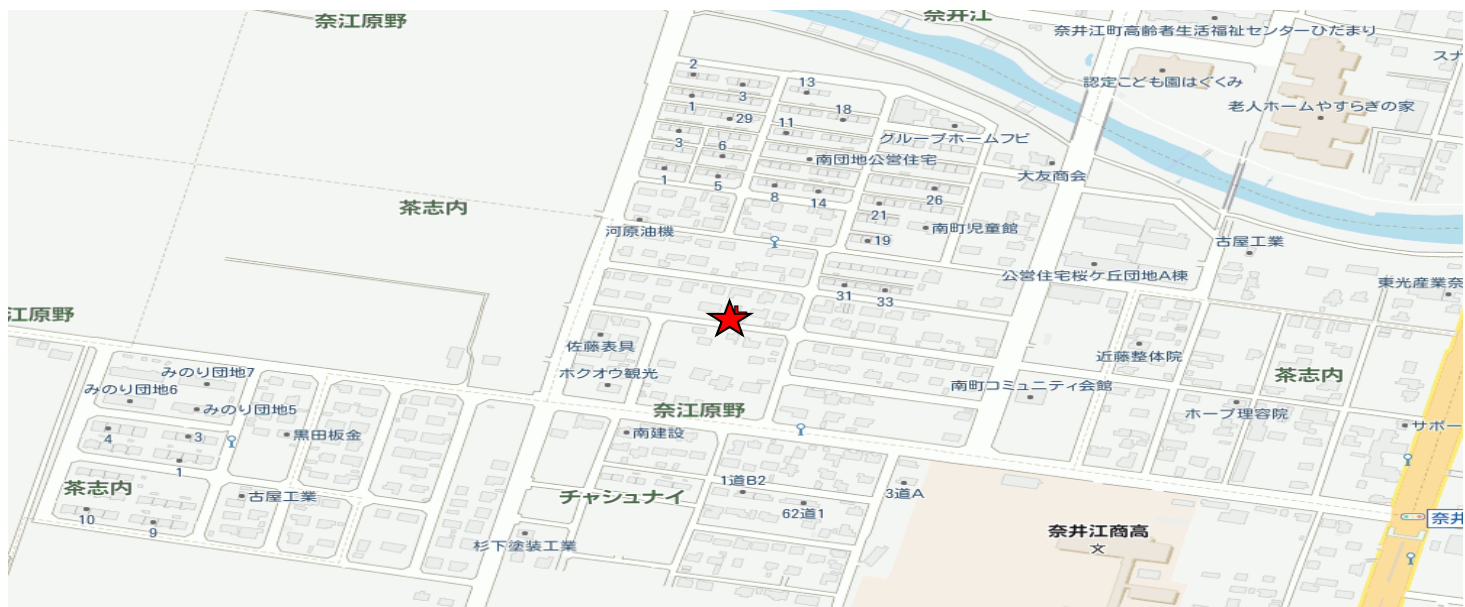 奈江原野
奈井江
奈井江町高齢者生活福祉センターひだまり
スナ
2
3
13
認定こども園はぐくみ
1
18
老人ホームやすらぎの家
29
11
グループホームフビ
3
6
南団地公営住宅
大友商会
1
5
8
14
26
茶志内
21
南町児童館
河原油機
19
古屋工業
公営住宅桜ケ丘団地A棟
東光産業奈
31
33
江原野
佐藤表具
近藤整体院
みのり団地7
ホクオウ観光
茶志内
みのり団地6
南町コミュニティ会館
みのり団地5
奈江原野
ホープ理容院
4
3
黒田板金
南建設
サポー
1
茶志内
1道B2
3道A
古屋工業
チャシュナイ
10
9
62道1
奈井
奈井江商高
文
杉下塗装工業